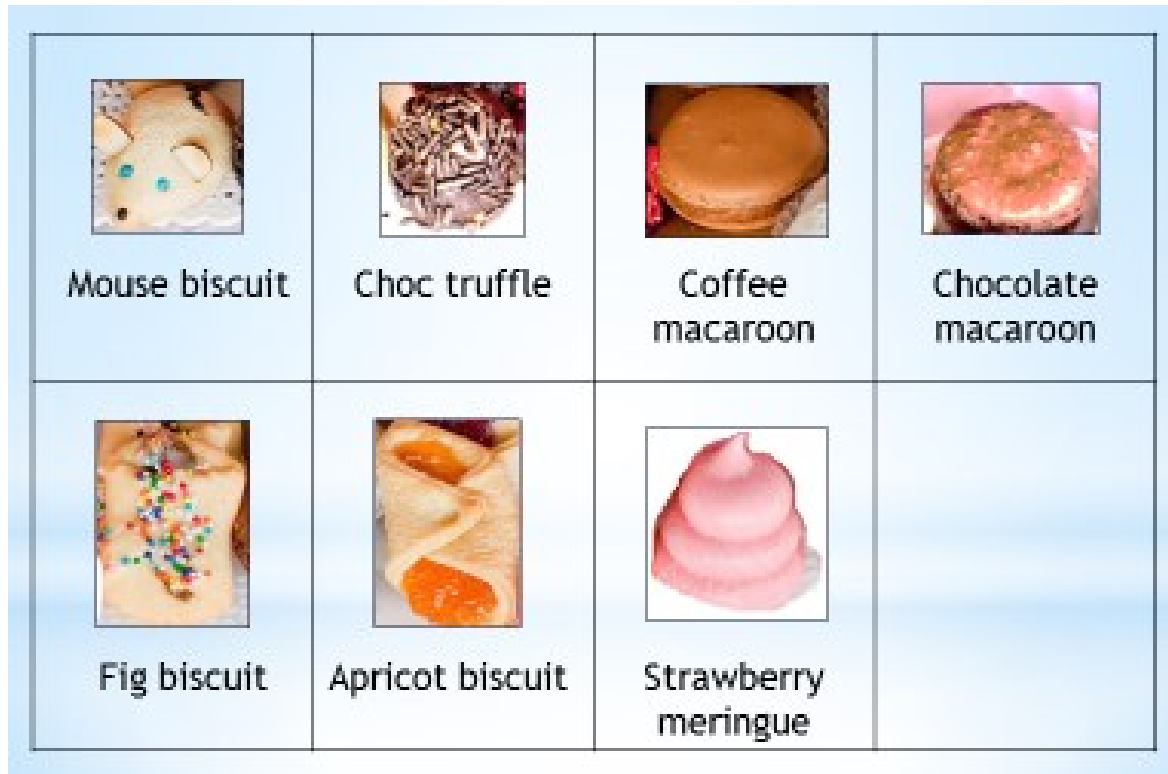 Mouse biscuit
Choc truffle
Coffee
macaroon
Chocolate
macaroon
Fig biscuit
Apricot biscuit
Strawberry
meringue